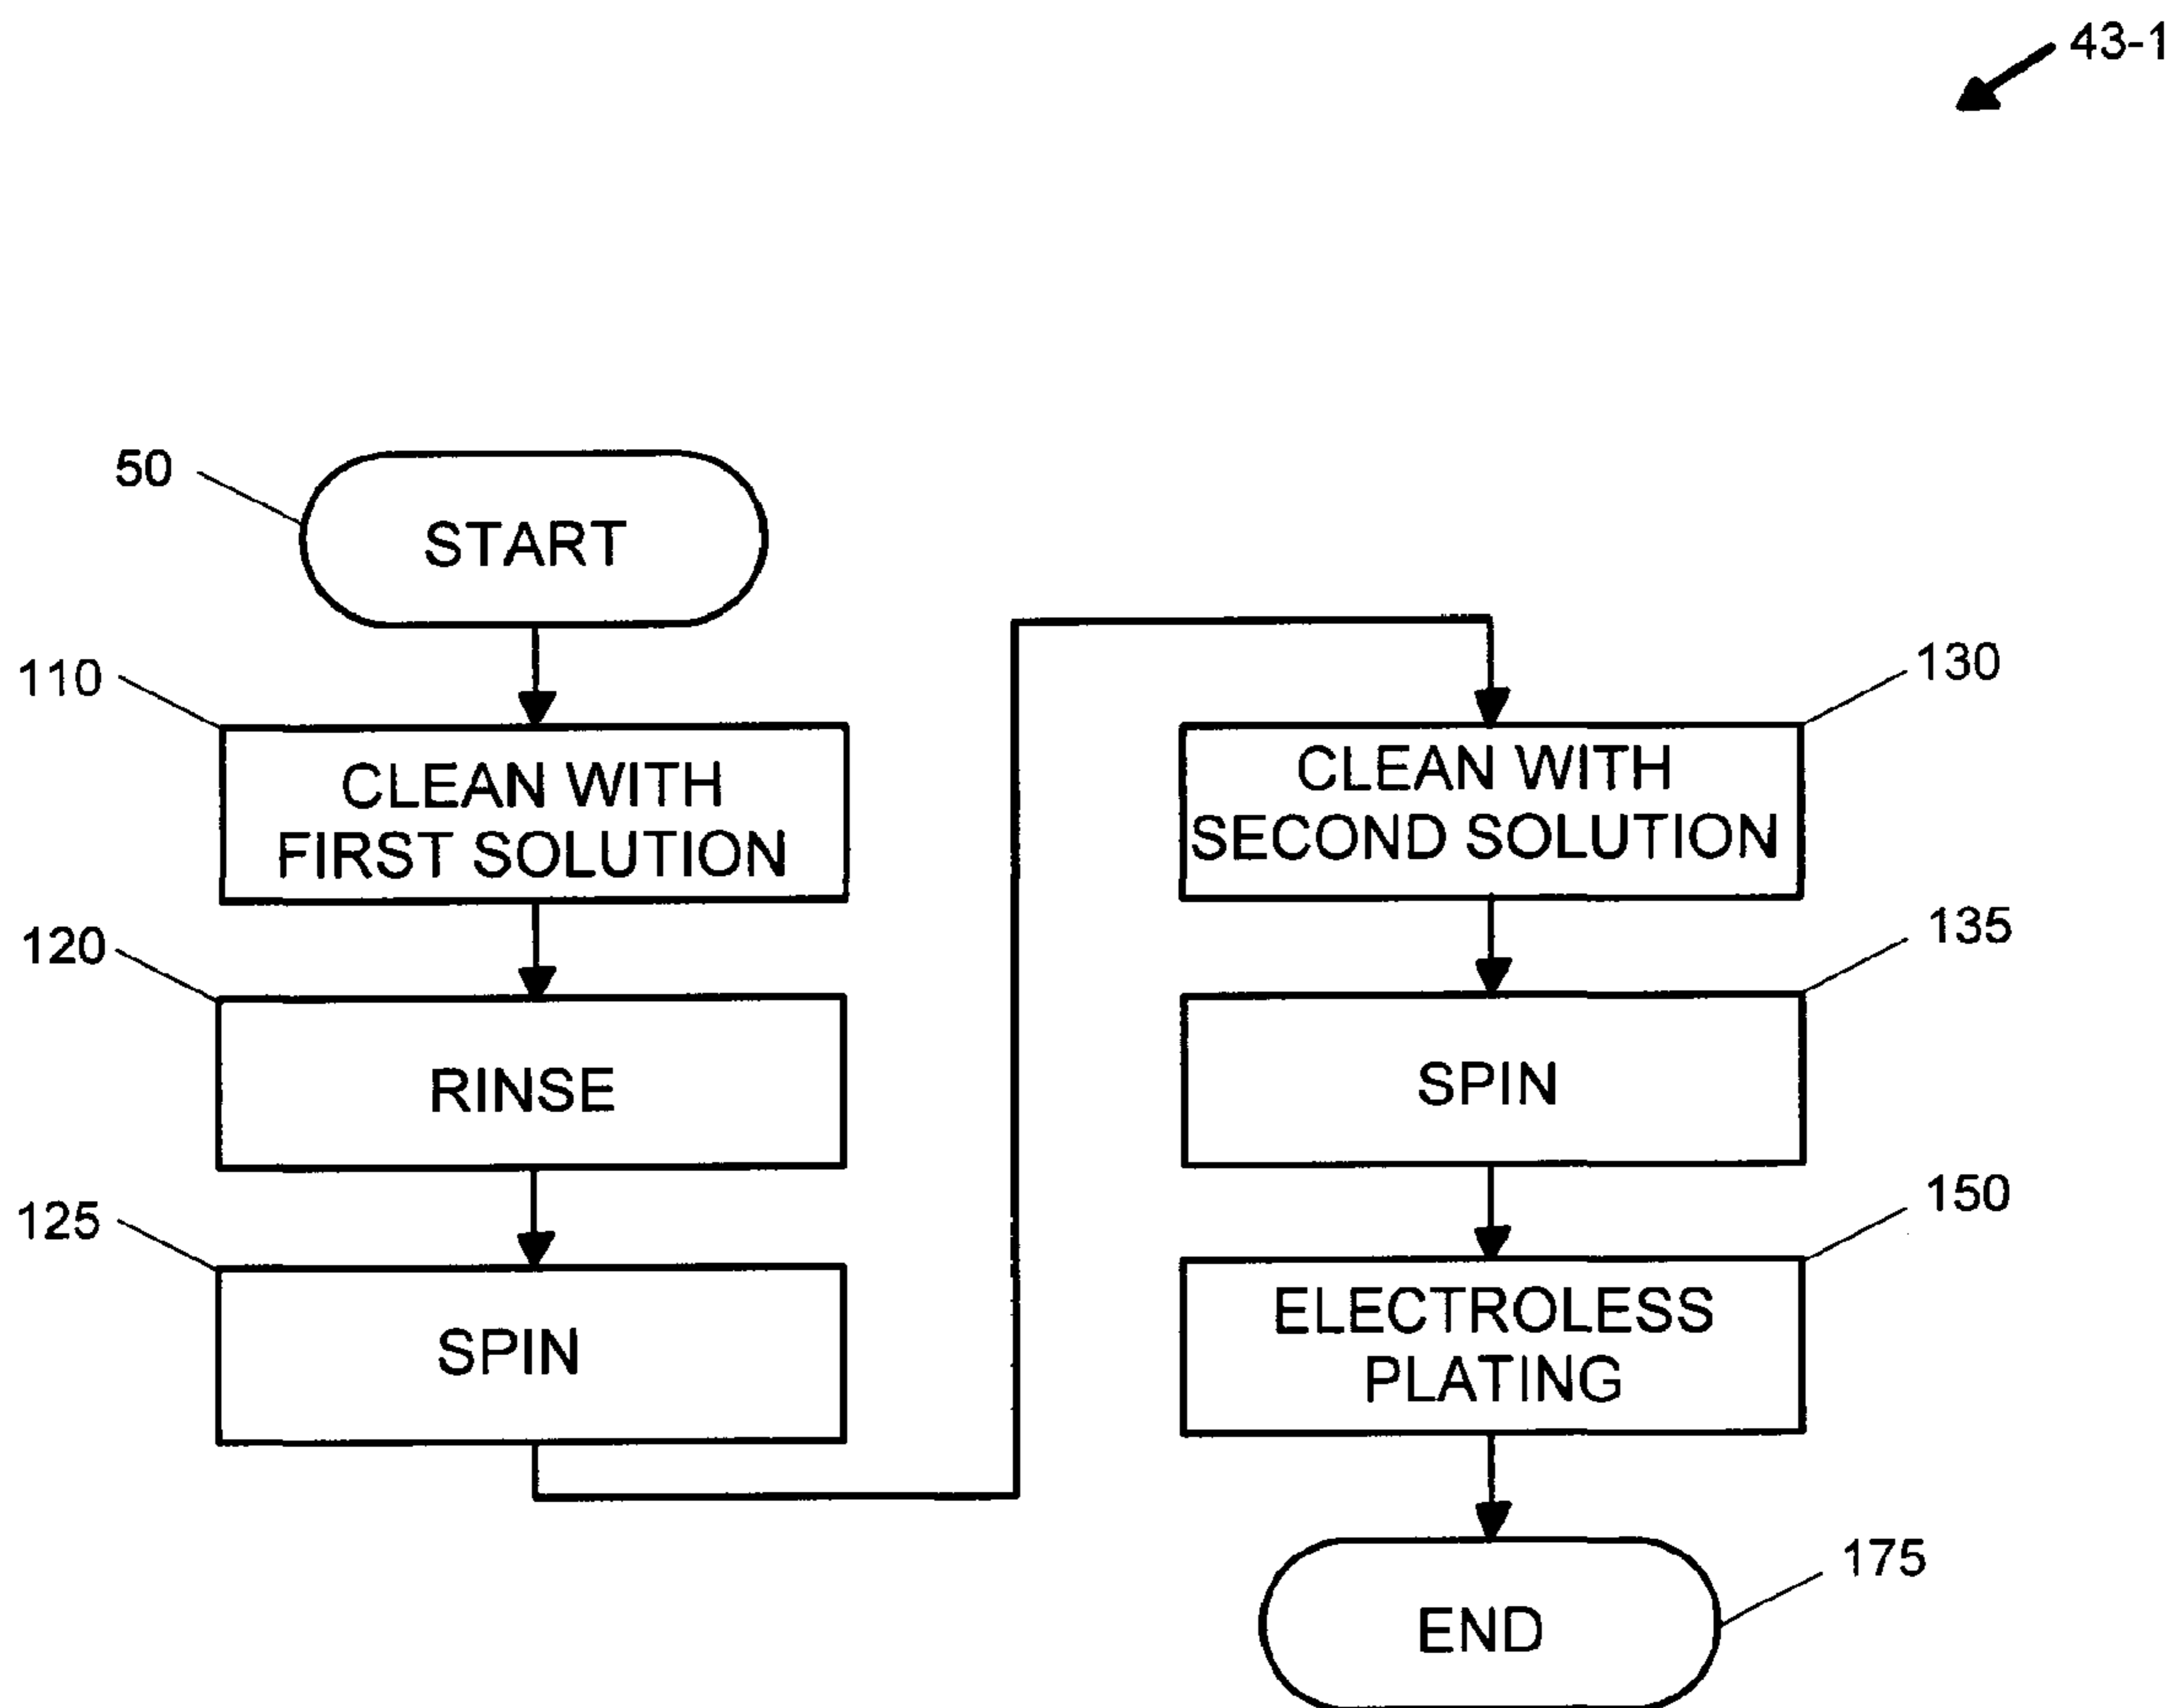 43-1
50
START
110
CLEAN WITH
FIRST SOLUTION
120
RINSE
125
SPIN
130
CLEAN WITH
SECOND SOLUTION
135
SPIN
150
ELECTROLESS
PLATING
175
END